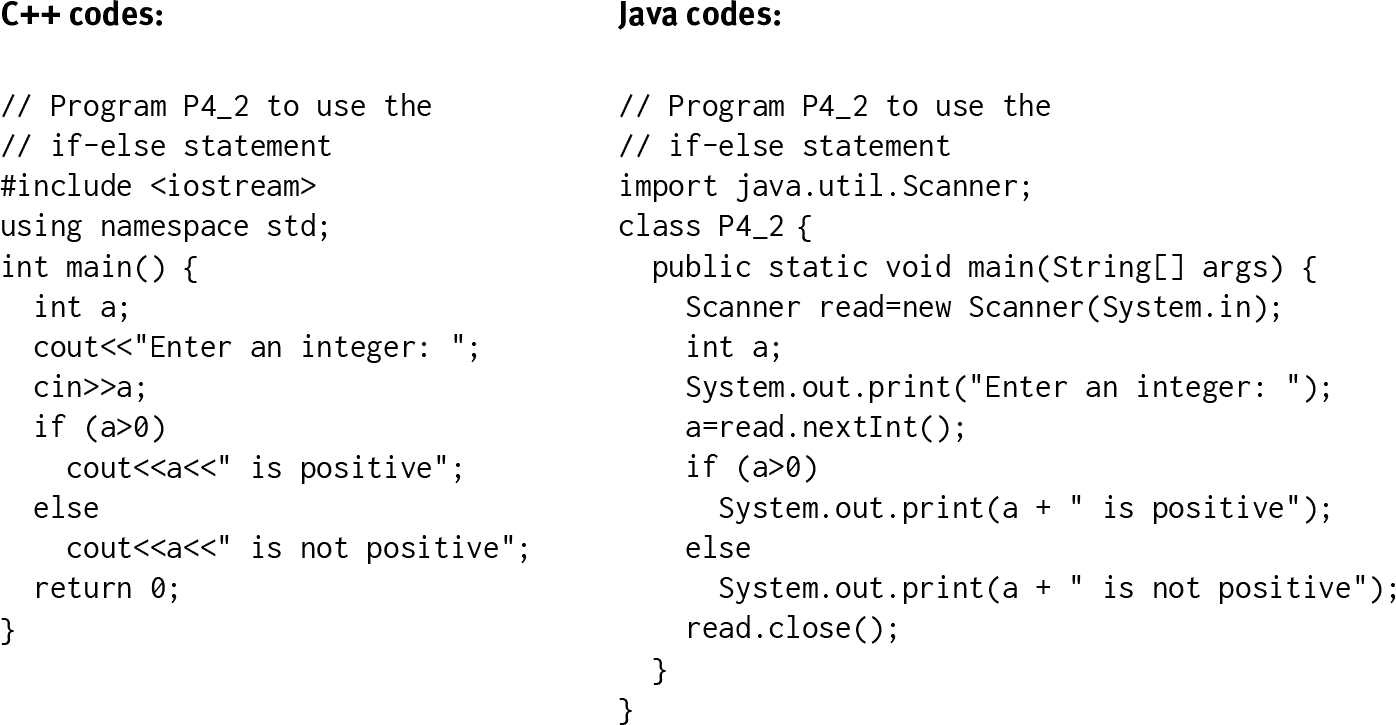 C++ codes:
// Program P4_2 to use the
// if-else statement
#include <iostream>
using namespace std;
int main() {
  int a;
  cout<<"Enter an integer: ";
  cin>>a;
  if (a>0)
    cout<<a<<" is positive";
  else
    cout<<a<<" is not positive";
  return 0;
}
Java codes:
// Program P4_2 to use the
// if-else statement
import java.util.Scanner;
class P4_2 {
  public static void main(String[] args) {
    Scanner read=new Scanner(System.in);
    int a;
    System.out.print("Enter an integer: ");
    a=read.nextInt();
    if (a>0)
      System.out.print(a + " is positive");
    else
      System.out.print(a + " is not positive");
    read.close();
  }
}